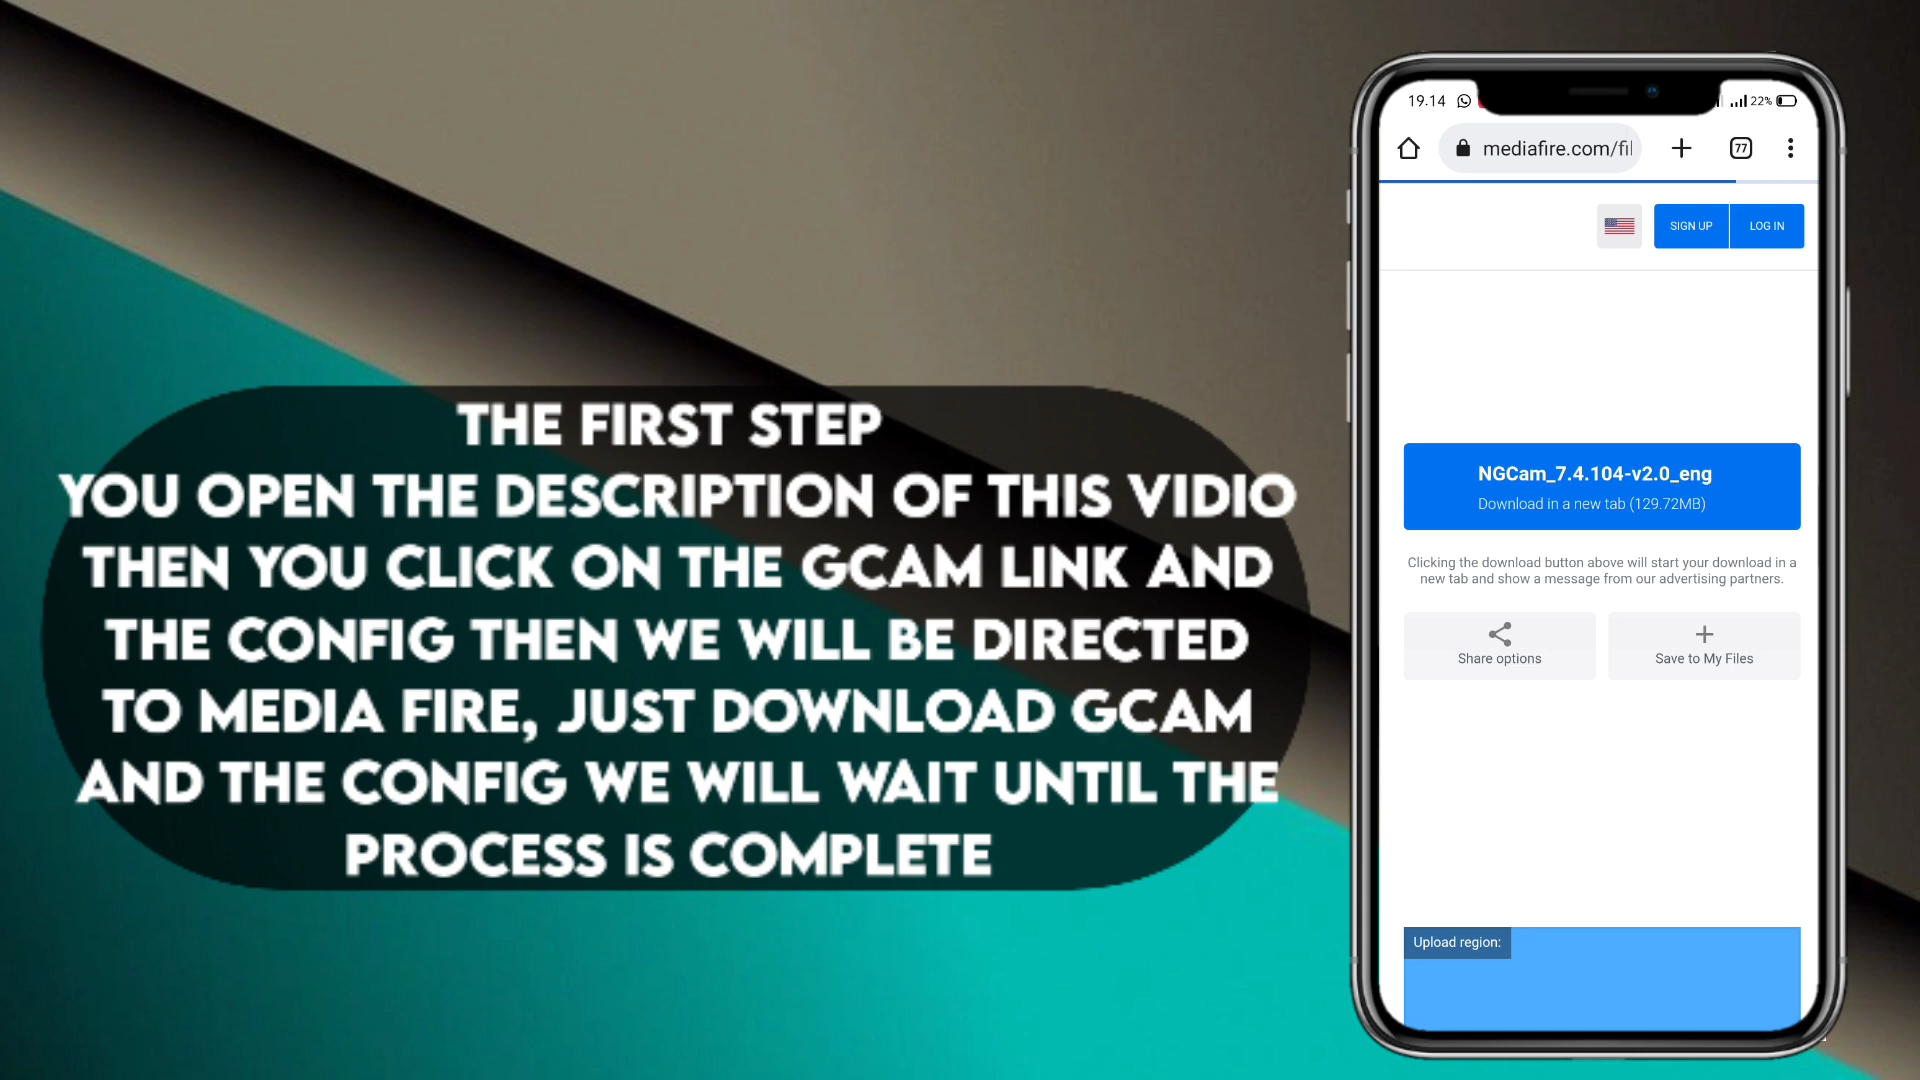 THE FIRST STEP
YOU OPEN THE DESCRIPTION OF THIS VIDIO
THEN YOU CLICK ON THE GCAM LINK AND
THE CONFIG THEN WE WILL BE DIRECTED
TO MEDIA FIRE, JUST DOWNLOAD GCAM
AND THE CONFIG WE WILL WAIT UNTIL THE
PROCESS IS COMPLETE
19.14 22%
mediafire.com/fil 77
SIGN UP LOG IN
NGCam_7.4.104-v2.0_eng
Download in a new tab (129.72MB)
Clicking the download button above will start your download in a
new tab and show a message from our advertising partners.
Share options Save to My Files
Upload region: